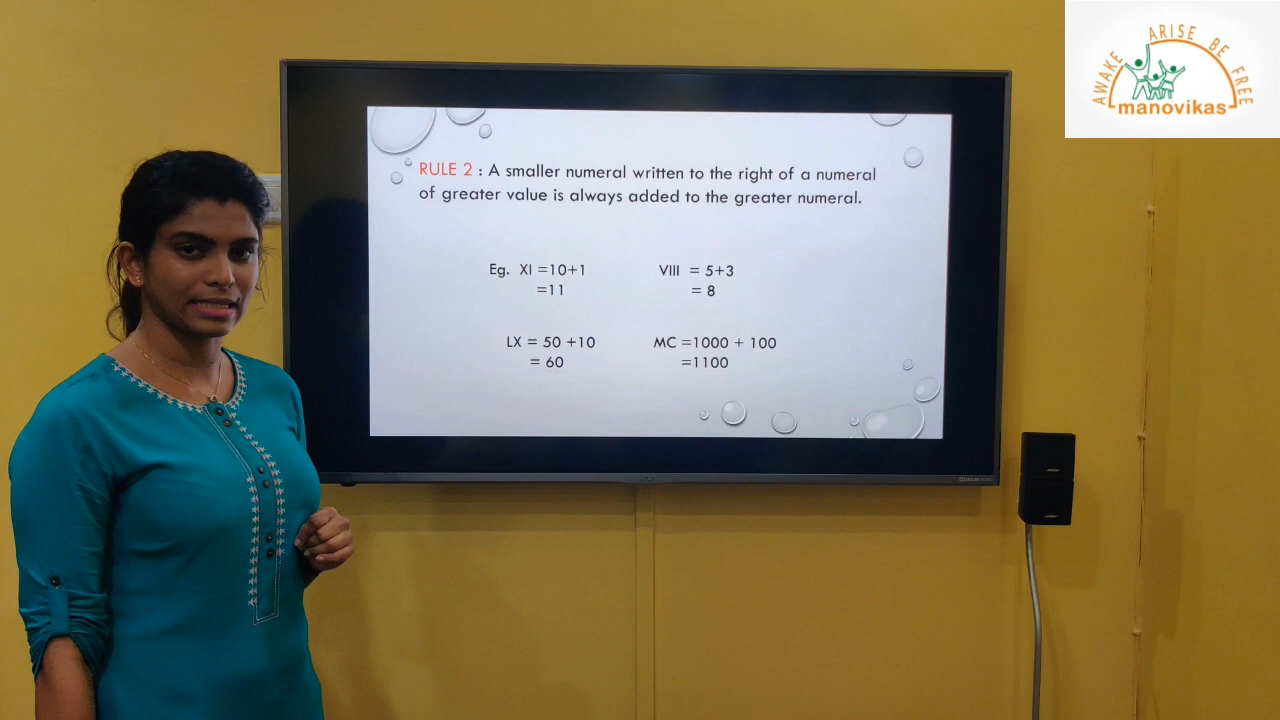 AWAKE ARISE BE FREE
manovikas
RULE 2 : A smaller numeral written to the right of a numeral
of greater value is always added to the greater numeral.
Eg. XI =10+1
=11
VIII = 5+3
= 8
LX = 50 +10
= 60
MC =1000 + 100
=1100